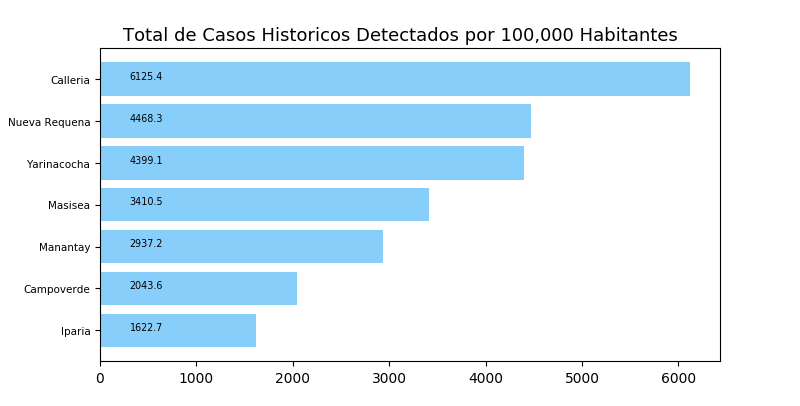 Total de Casos Historicos Detectados por 100,000 Habitantes
Calleria 6125.4
Nueva Requena 4468.3
Yarinacocha 4399.1
Masisea 3410.5
Manantay 2937.2
Campoverde 2043.6
Iparia 1622.7
0 1000 2000 3000 4000 5000 6000